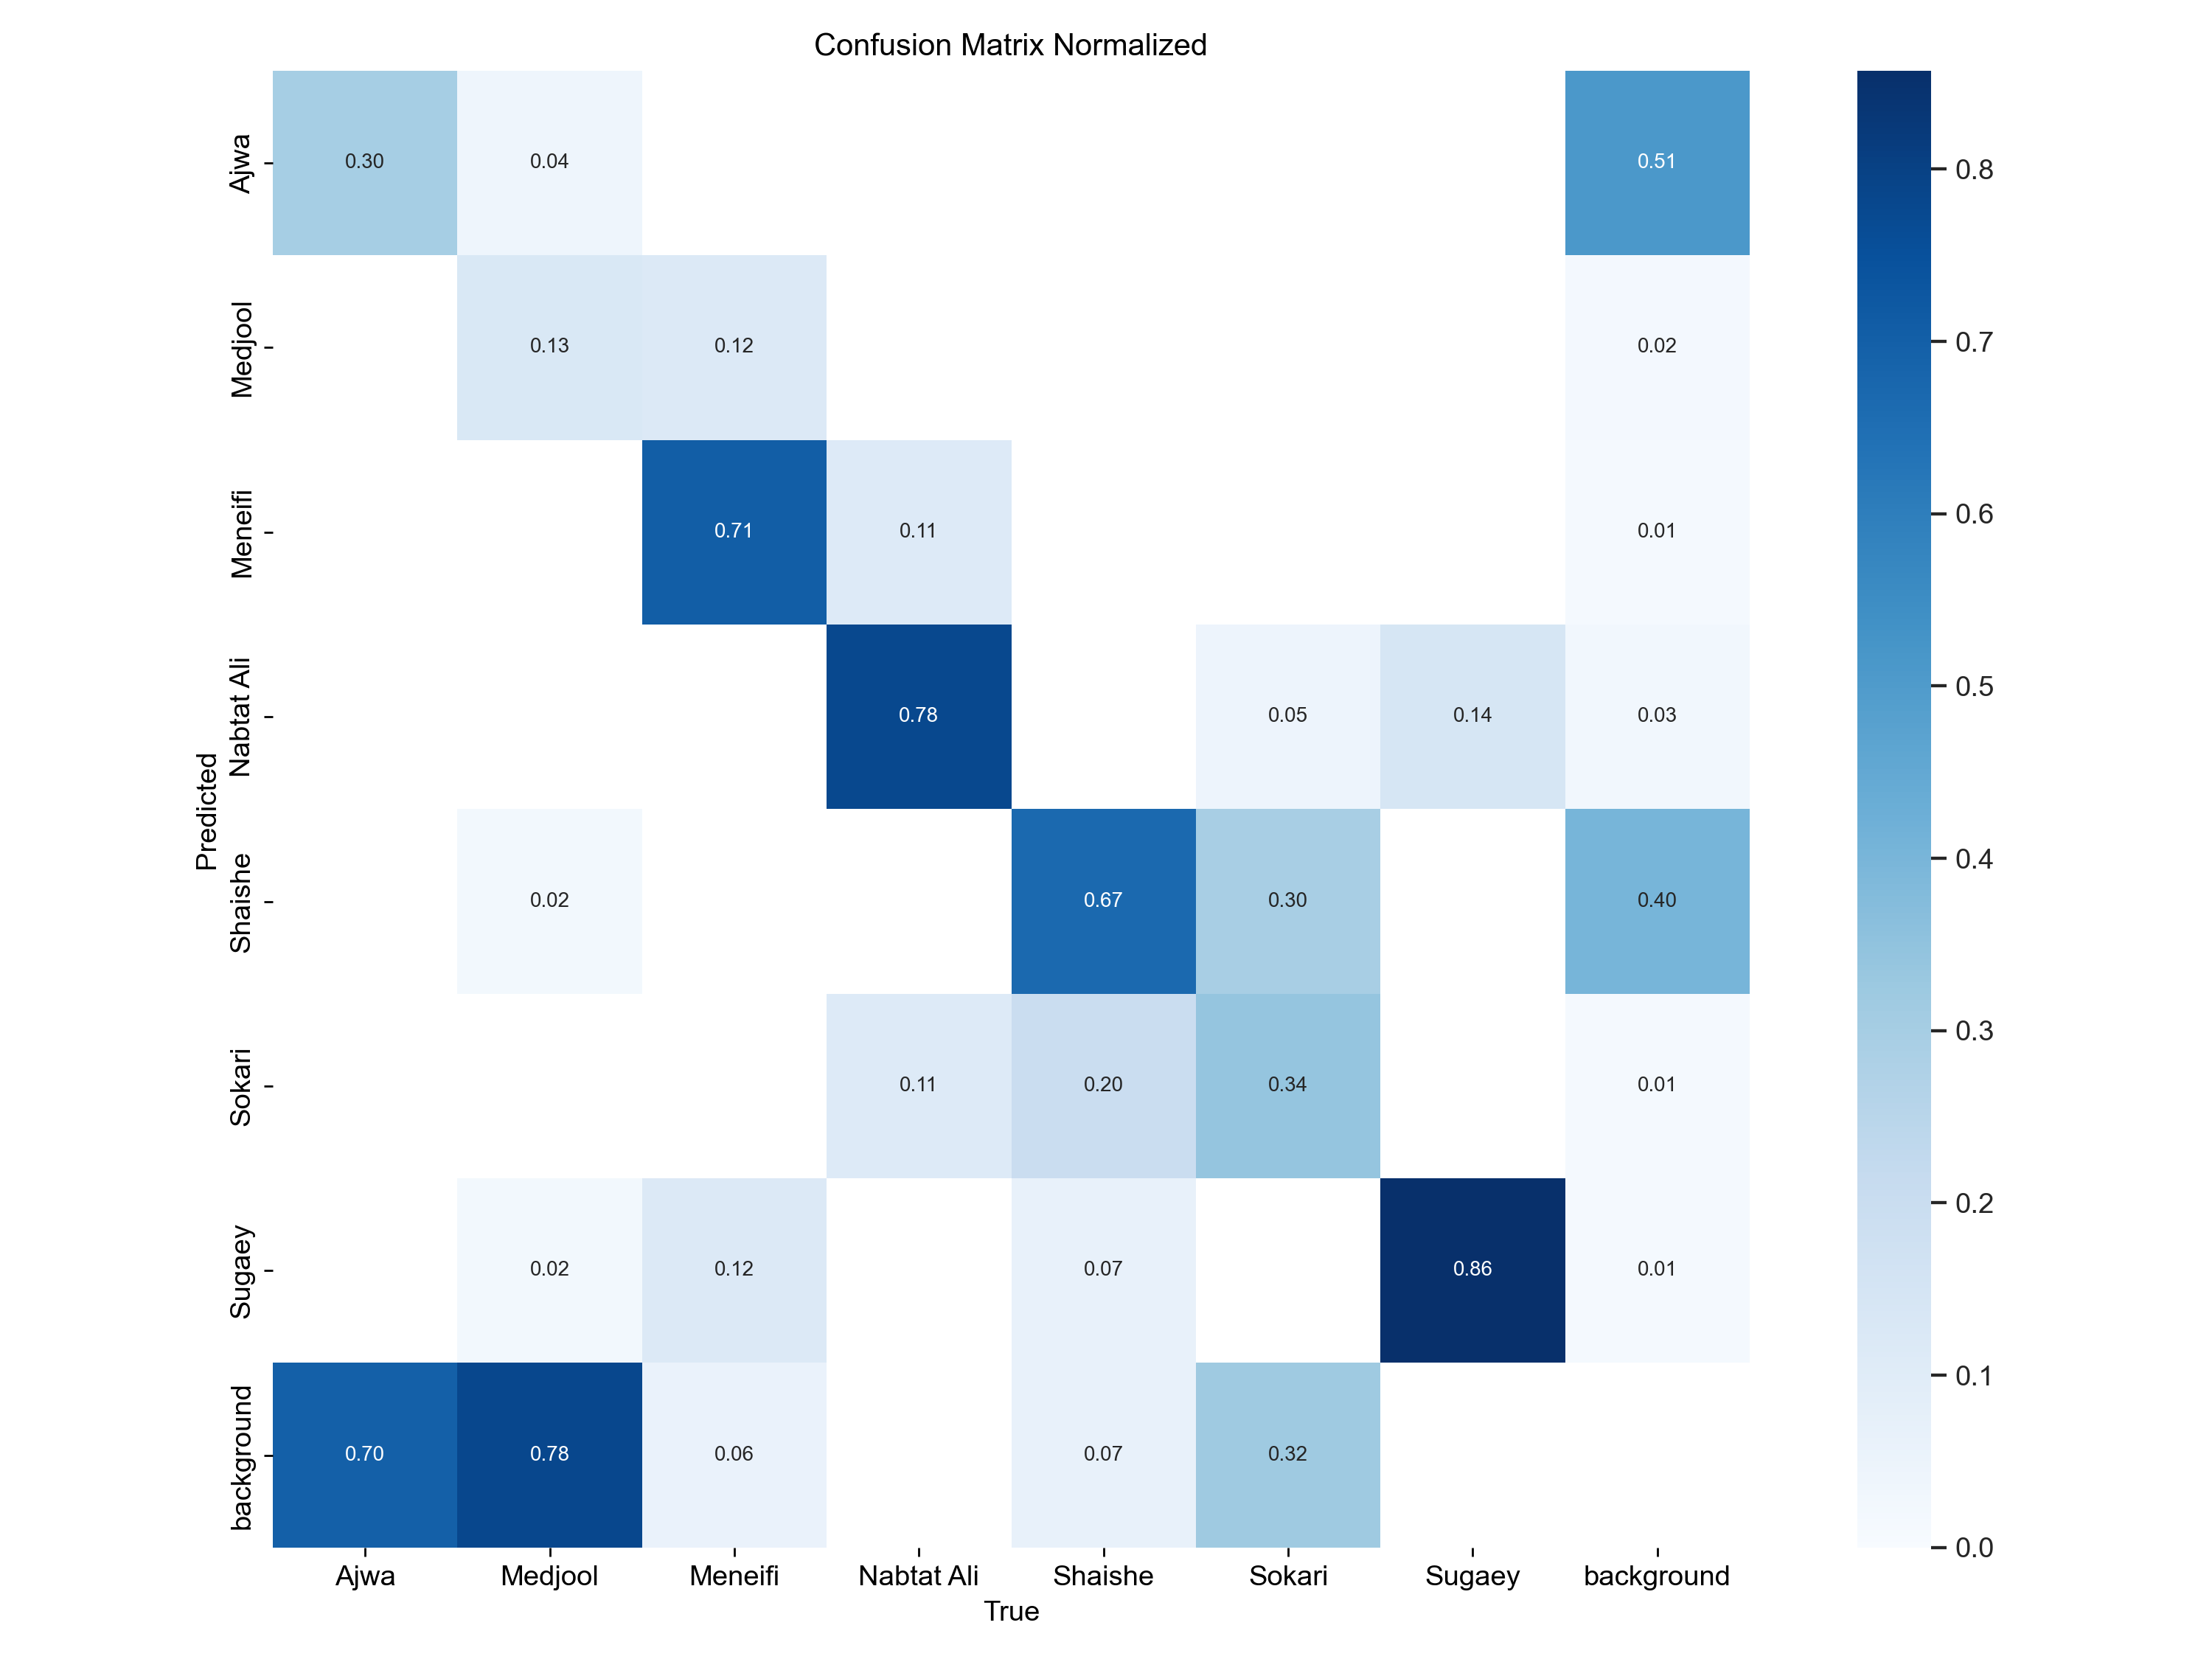 Confusion Matrix Normalized
Ajwa 0.30 0.04 0.51
Medjool 0.13 0.12 0.02
Meneifi 0.71 0.11 0.01
Nabtat Ali 0.78 0.05 0.14 0.03
Shaishe 0.02 0.67 0.30 0.40
Sokari 0.11 0.20 0.34 0.01
Sugaey 0.02 0.12 0.07 0.86 0.01
background 0.70 0.78 0.06 0.07 0.32
Predicted
Ajwa Medjool Meneifi Nabtat Ali Shaishe Sokari Sugaey background
True
0.8
0.7
0.6
0.5
0.4
0.3
0.2
0.1
0.0